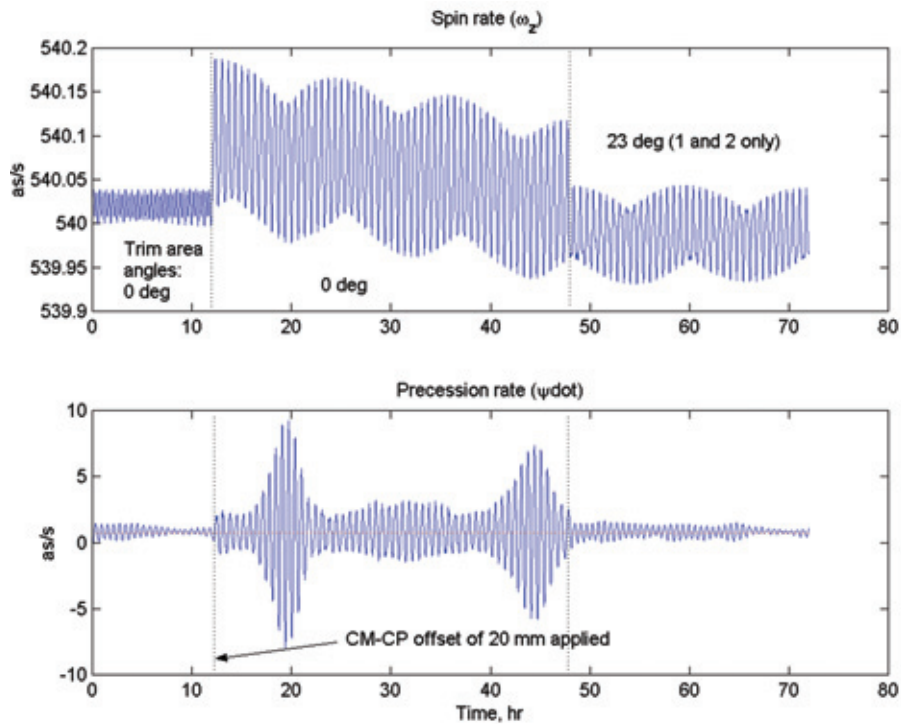 Spin rate (ω_z)
540.2
540.15
540.1
540.05
540
539.95
539.9
as/s
23 deg (1 and 2 only)
Trim area
angles:
0 deg
0 deg
0 10 20 30 40 50 60 70 80
Precession rate (ψdot)
10
5
0
-5
-10
as/s
CM-CP offset of 20 mm applied
0 10 20 30 40 50 60 70 80
Time, hr